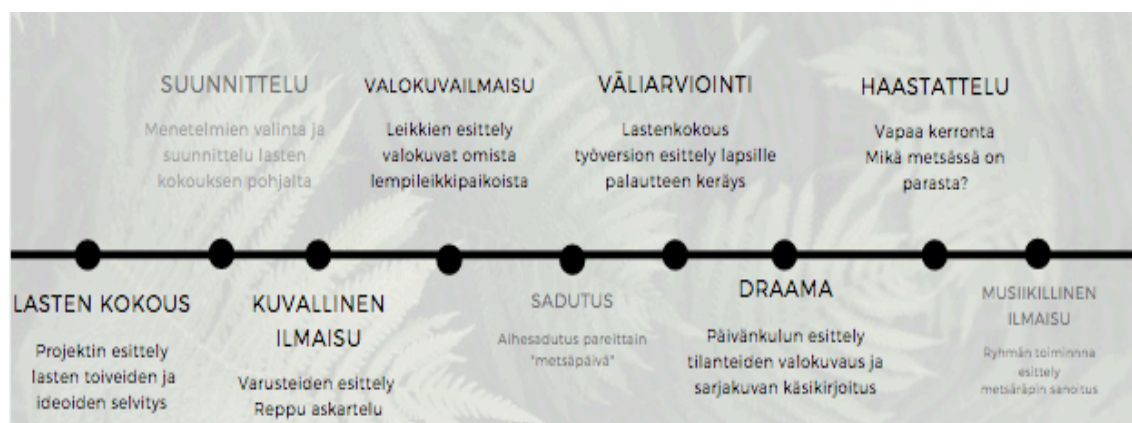 SUUNNITTELU
Menetelmien valinta ja
suunnittelu lasten
kokouksen pohjalta
VALOKUVAILMAISU
Leikkien esittely
valokuvat omista
lempileikkipaikoista
VÄLIARVIOINTI
Lastenkokous
työversion esittely lapsille
palautteen keräys
HAASTATTELU
Vapaa kerronta
Mikä metsässä on
parasta?
LASTEN KOKOUS
Projektin esittely
lasten toiveiden ja
ideoiden selvitys
KUVALLINEN
ILMAISU
Varusteiden esittely
Reppu askartelu
SADUTUS
Aihesadutus pareittain
"metsäpäivä"
DRAAMA
Päivänkulun esittely
tilanteiden valokuvaus ja
sarjakuvan käsikirjoitus
MUSIIKILLINEN
ILMAISU
Ryhmän toiminnna
esittely
metsäräpin sanoitus